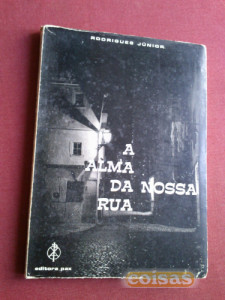 RODRIGUES JÚNIOR
A
ALMA
DA NOSSA
RUA
editora pax
coisas